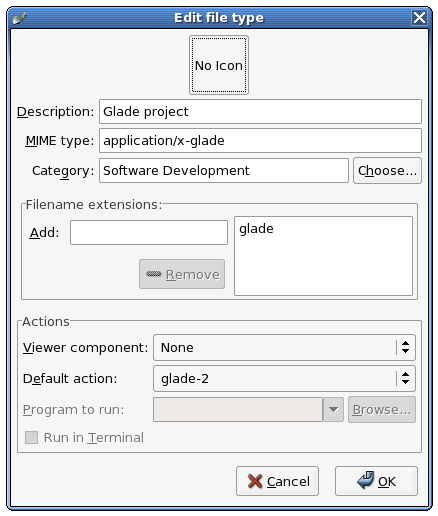 Edit file type
No Icon
Description: Glade project
MIME type: application/x-glade
Category: Software Development Choose...
Filename extensions:
Add:
glade
Remove
Actions
Viewer component: None
Default action: glade-2
Program to run: Browse...
Run in Terminal
Cancel OK